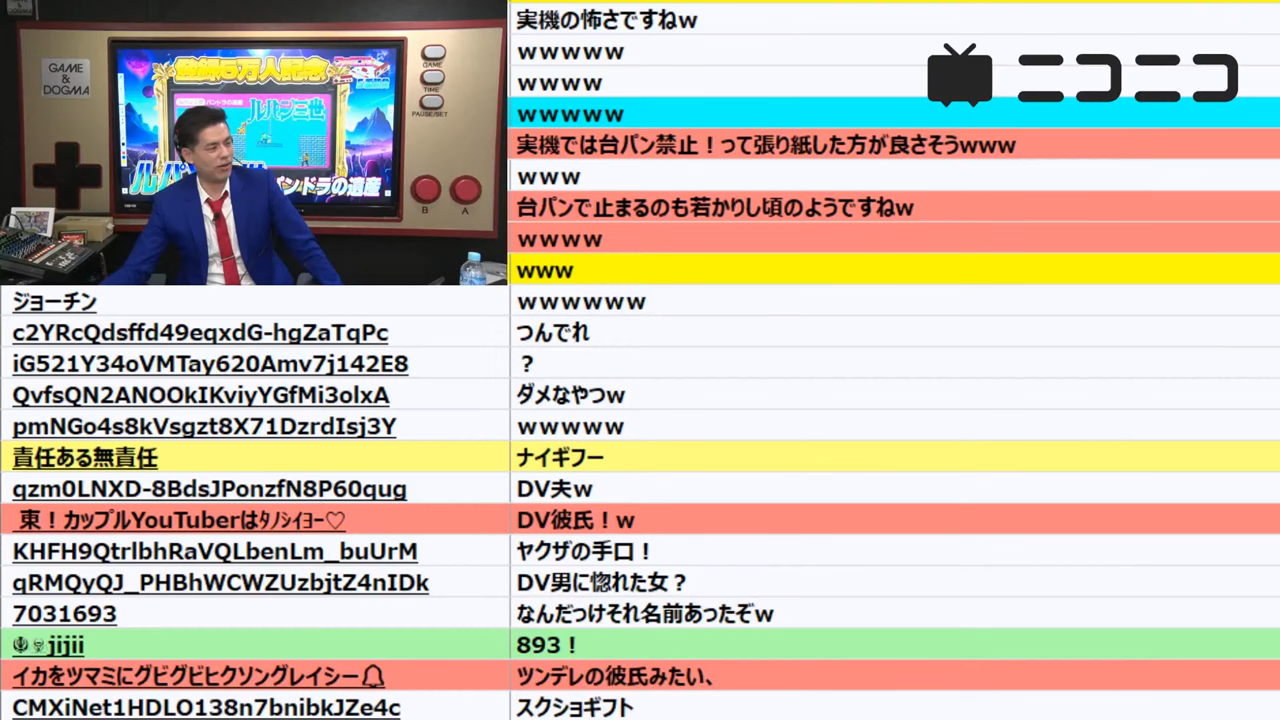 GAME
&
DOGMA
登録6万人記念
ルパン三世
パンドラの遺産
GAME
TIME
PAUSE/SET
B
A
ニコニコ
実機の怖さですねw
wwwww
wwww
wwwww
実機では台パン禁止！って張り紙した方が良さそうwww
www
台パンで止まるのも若かりし頃のようですねw
wwww
www
ジョーチン
wwwwww
c2YRcQdsffd49eqxdG-hgZaTqPc
つんでれ
iG521Y34oVMTay620Amv7j142E8
？
QvfsQN2ANOOkIKviyYGfMi3olxA
ダメなやつw
pmNGo4s8kVsgzt8X71DzrdIsj3Y
wwwww
責任ある無責任
ナイギフー
qzm0LNXD-8BdsJPonzfN8P60qug
DV夫w
東！カップルYouTuberはﾀﾉｼｲﾖｰ♡
DV彼氏！w
KHFH9QtrlbhRaVQLbenLm_buUrM
ヤクザの手口！
qRMQyQJ_PHBhWCWZUzbjtZ4nIDk
DV男に惚れた女？
7031693
なんだっけそれ名前あったぞw
jijii
893！
イカをツマミにグビグビヒクソングレイシー🔔
ツンデレの彼氏みたい、
CMXiNet1HDLO138n7bnibkJZe4c
スクショギフト